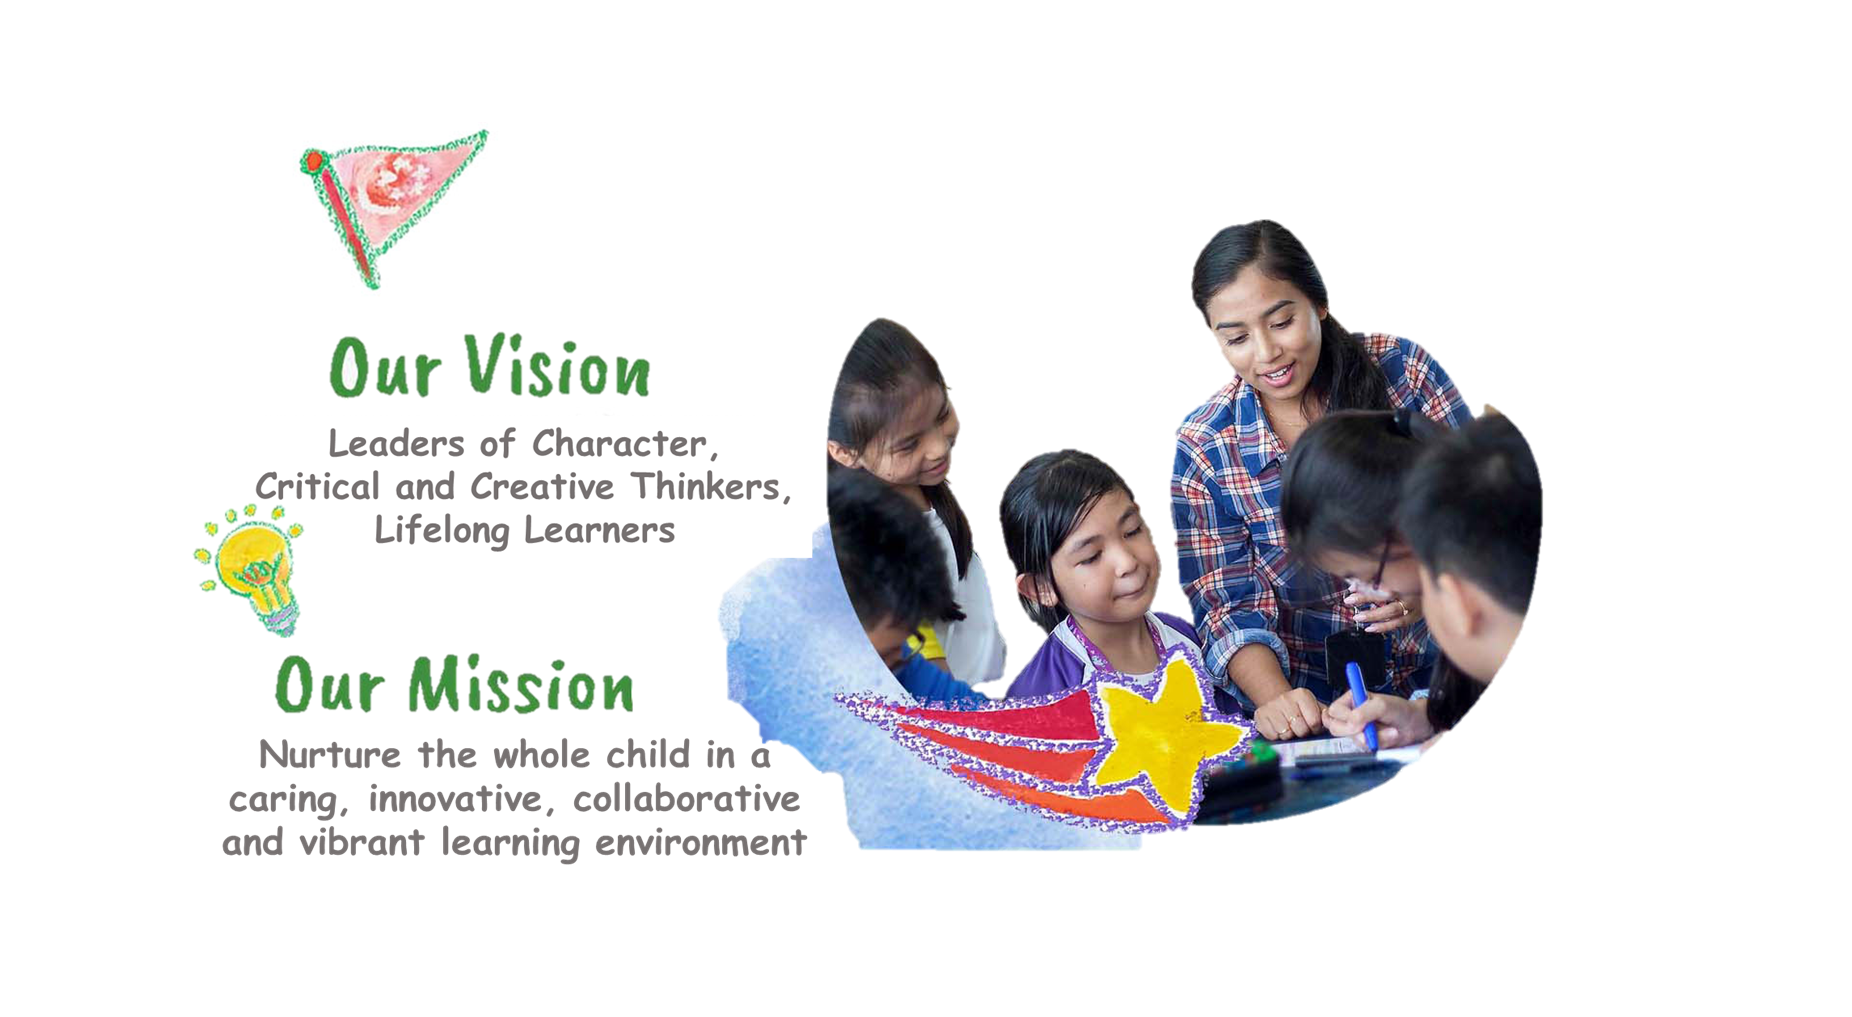 Our Vision
Leaders of Character,
Critical and Creative Thinkers,
Lifelong Learners
Our Mission
Nurture the whole child in a
caring, innovative, collaborative
and vibrant learning environment